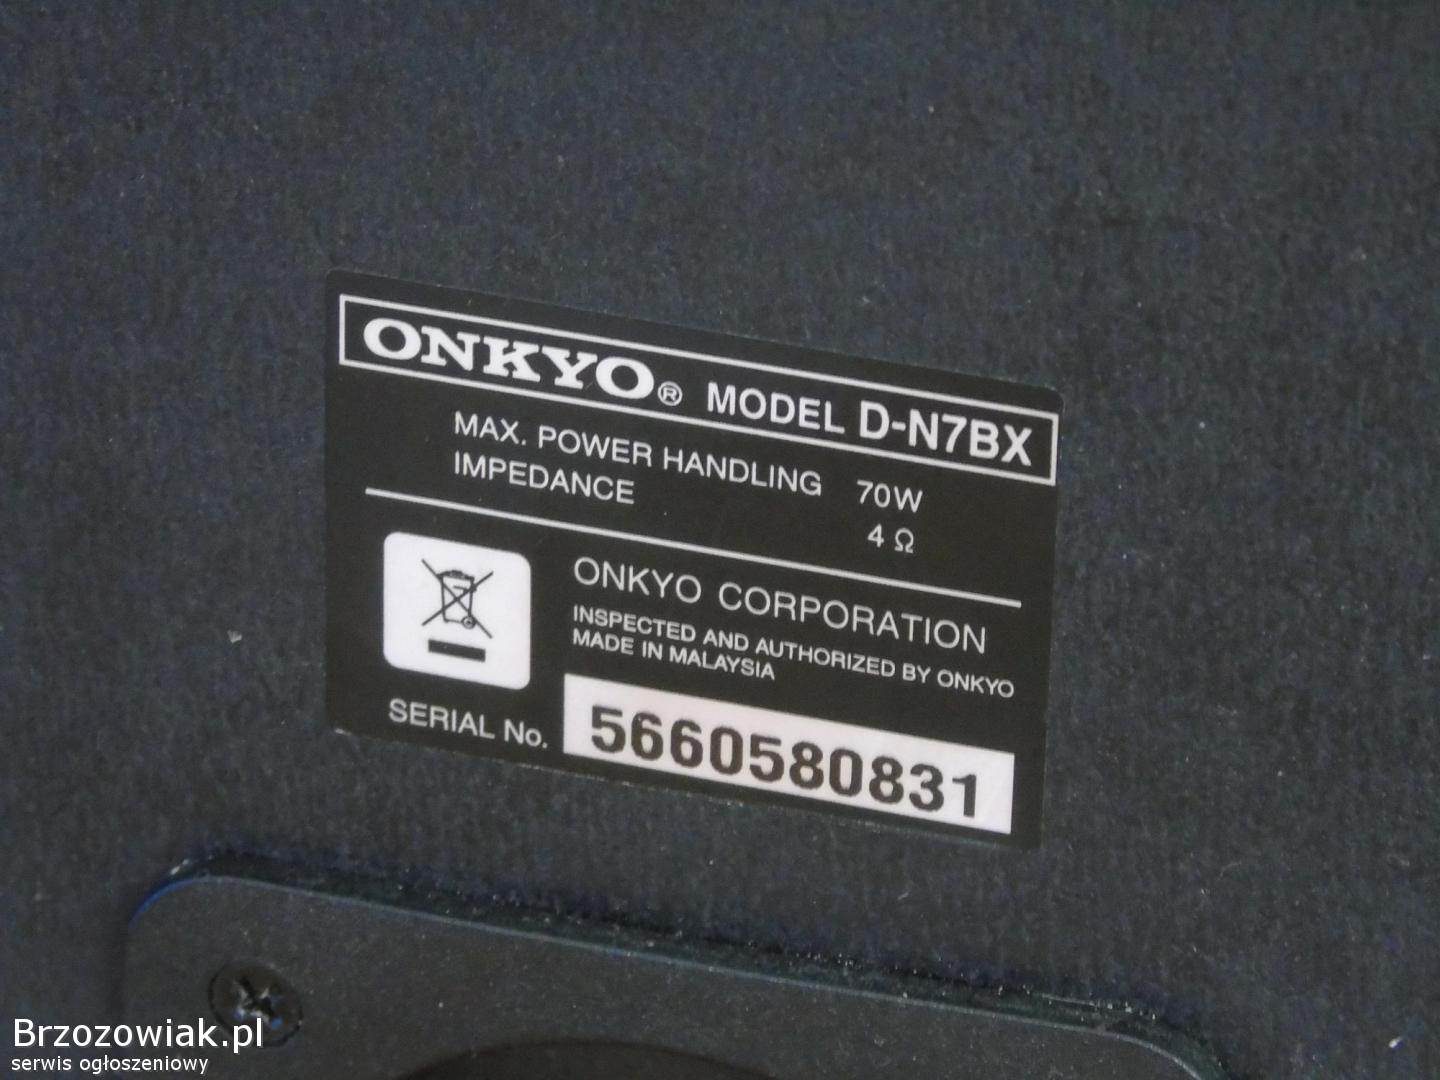 ONKYO® MODEL D-N7BX
MAX. POWER HANDLING 70W
IMPEDANCE 4 Ω
ONKYO CORPORATION
INSPECTED AND AUTHORIZED BY ONKYO
MADE IN MALAYSIA
SERIAL No. 5660580831
Brzozowiak.pl
serwis ogłoszeniowy